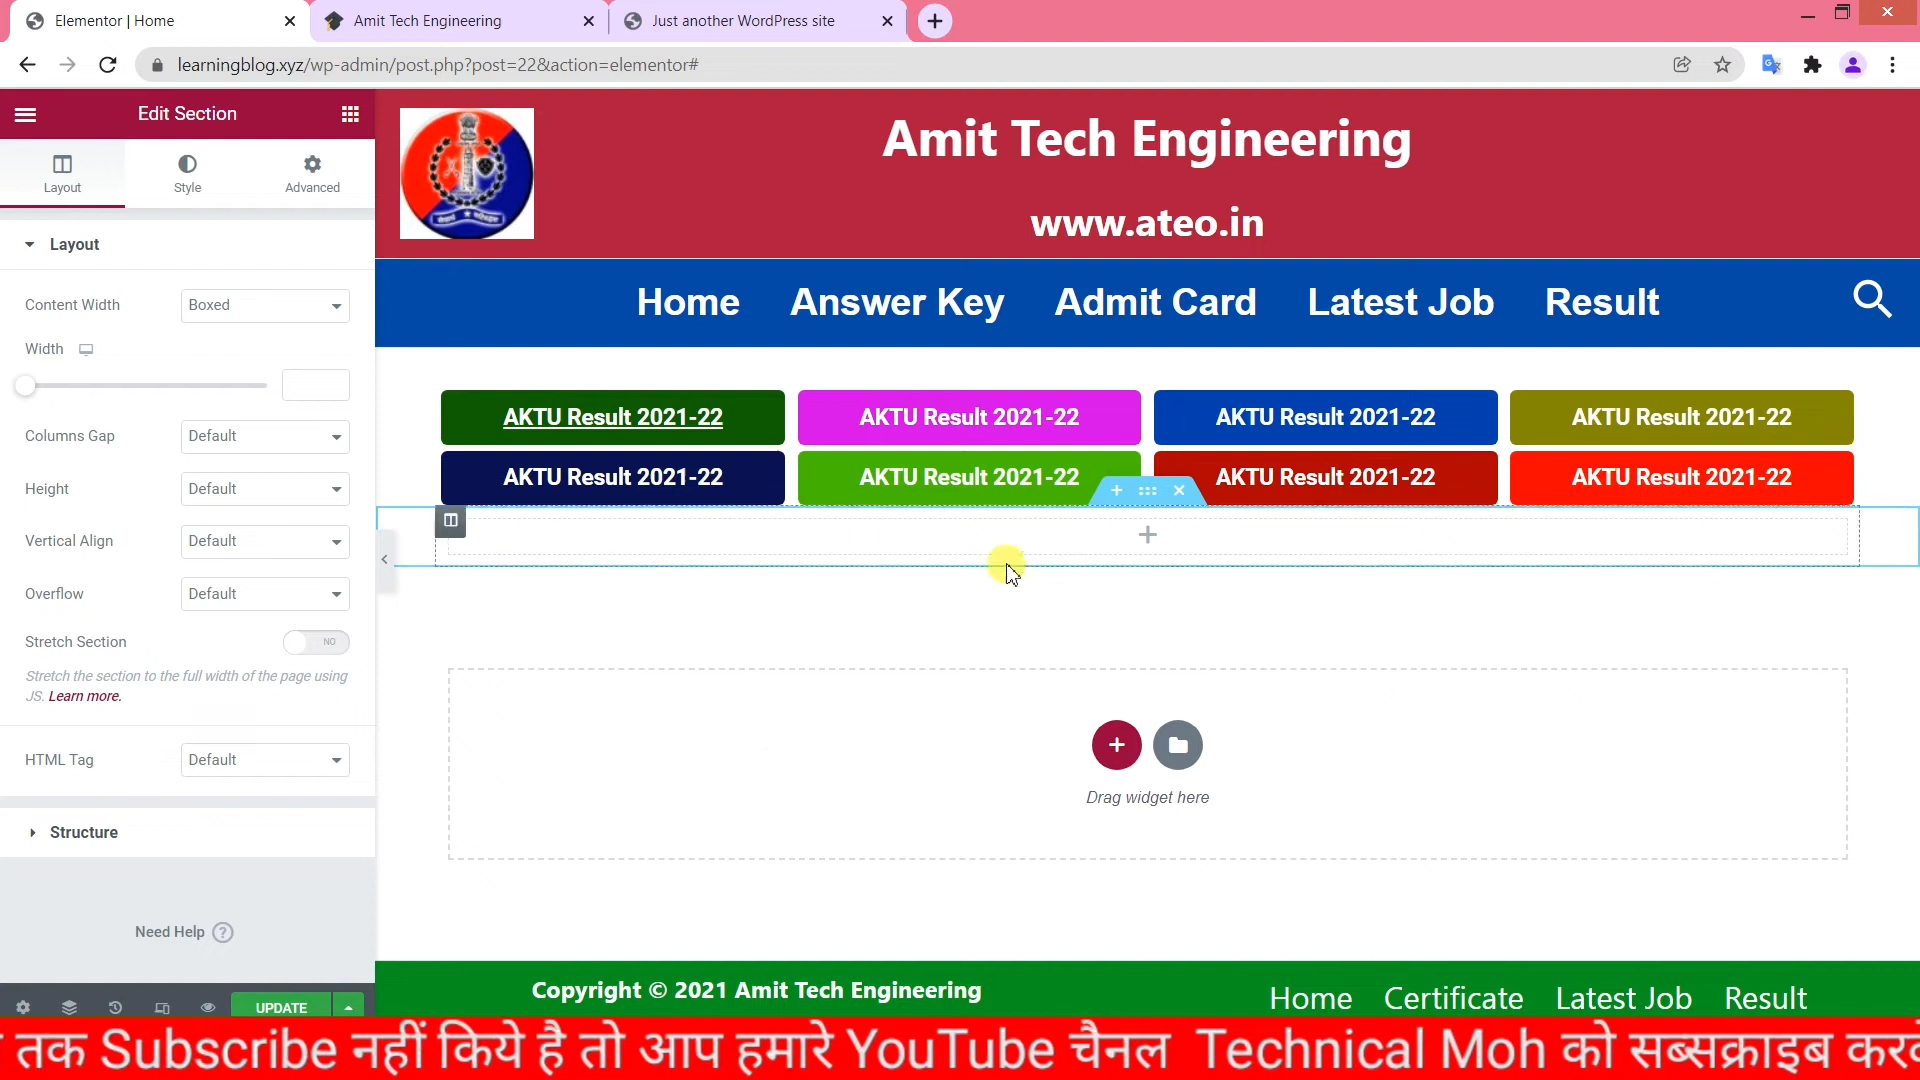 Elementor | Home
Amit Tech Engineering
Just another WordPress site
learningblog.xyz/wp-admin/post.php?post=22&action=elementor#
Edit Section
Layout
Style
Advanced
Layout
Content Width
Boxed
Width
Columns Gap
Default
Height
Default
Vertical Align
Default
Overflow
Default
Stretch Section
NO
Stretch the section to the full width of the page using
JS. Learn more.
HTML Tag
Default
Structure
Need Help
UPDATE
Amit Tech Engineering
www.ateo.in
Home Answer Key Admit Card Latest Job Result
AKTU Result 2021-22 AKTU Result 2021-22 AKTU Result 2021-22 AKTU Result 2021-22
AKTU Result 2021-22 AKTU Result 2021-22 AKTU Result 2021-22 AKTU Result 2021-22
Drag widget here
Copyright © 2021 Amit Tech Engineering
Home Certificate Latest Job Result
तक Subscribe नहीं किये है तो आप हमारे YouTube चैनल Technical Moh को सब्सक्राइब